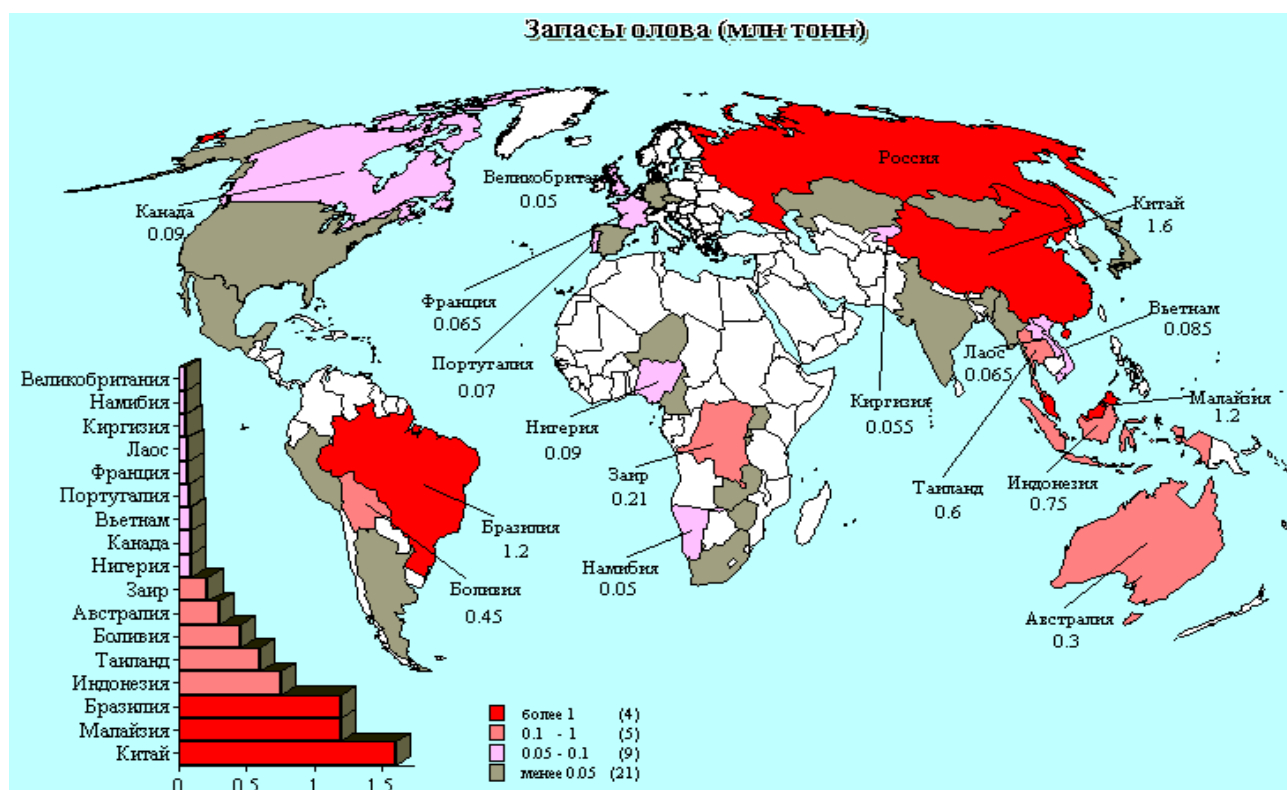 Запасы олова (млн тонн)
Россия
Великобритан
0.05
Канада
0.09
Китай
1.6
Франция
0.065
Вьетнам
0.085
Лаос
0.065
Португалия
0.07
Киргизия
0.055
Малайзия
1.2
Нигерия
0.09
Заир
0.21
Таиланд
0.6
Индонезия
0.75
Бразилия
1.2
Намибия
0.05
Боливия
0.45
Австралия
0.3
Великобритания
Намибия
Киргизия
Лаос
Франция
Португалия
Вьетнам
Канада
Нигерия
Заир
Австралия
Боливия
Таиланд
Индонезия
Бразилия
Малайзия
Китай
0 0.5 1 1.5
более 1 (4)
0.1 - 1 (5)
0.05 - 0.1 (9)
менее 0.05 (21)